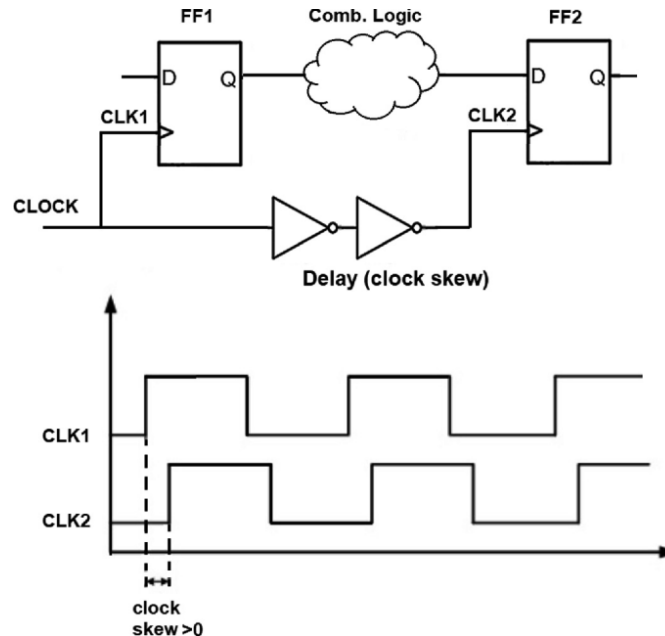 FF1
Comb. Logic
FF2
D
Q
D
Q
CLK1
CLK2
CLOCK
Delay (clock skew)
CLK1
CLK2
clock
skew >0